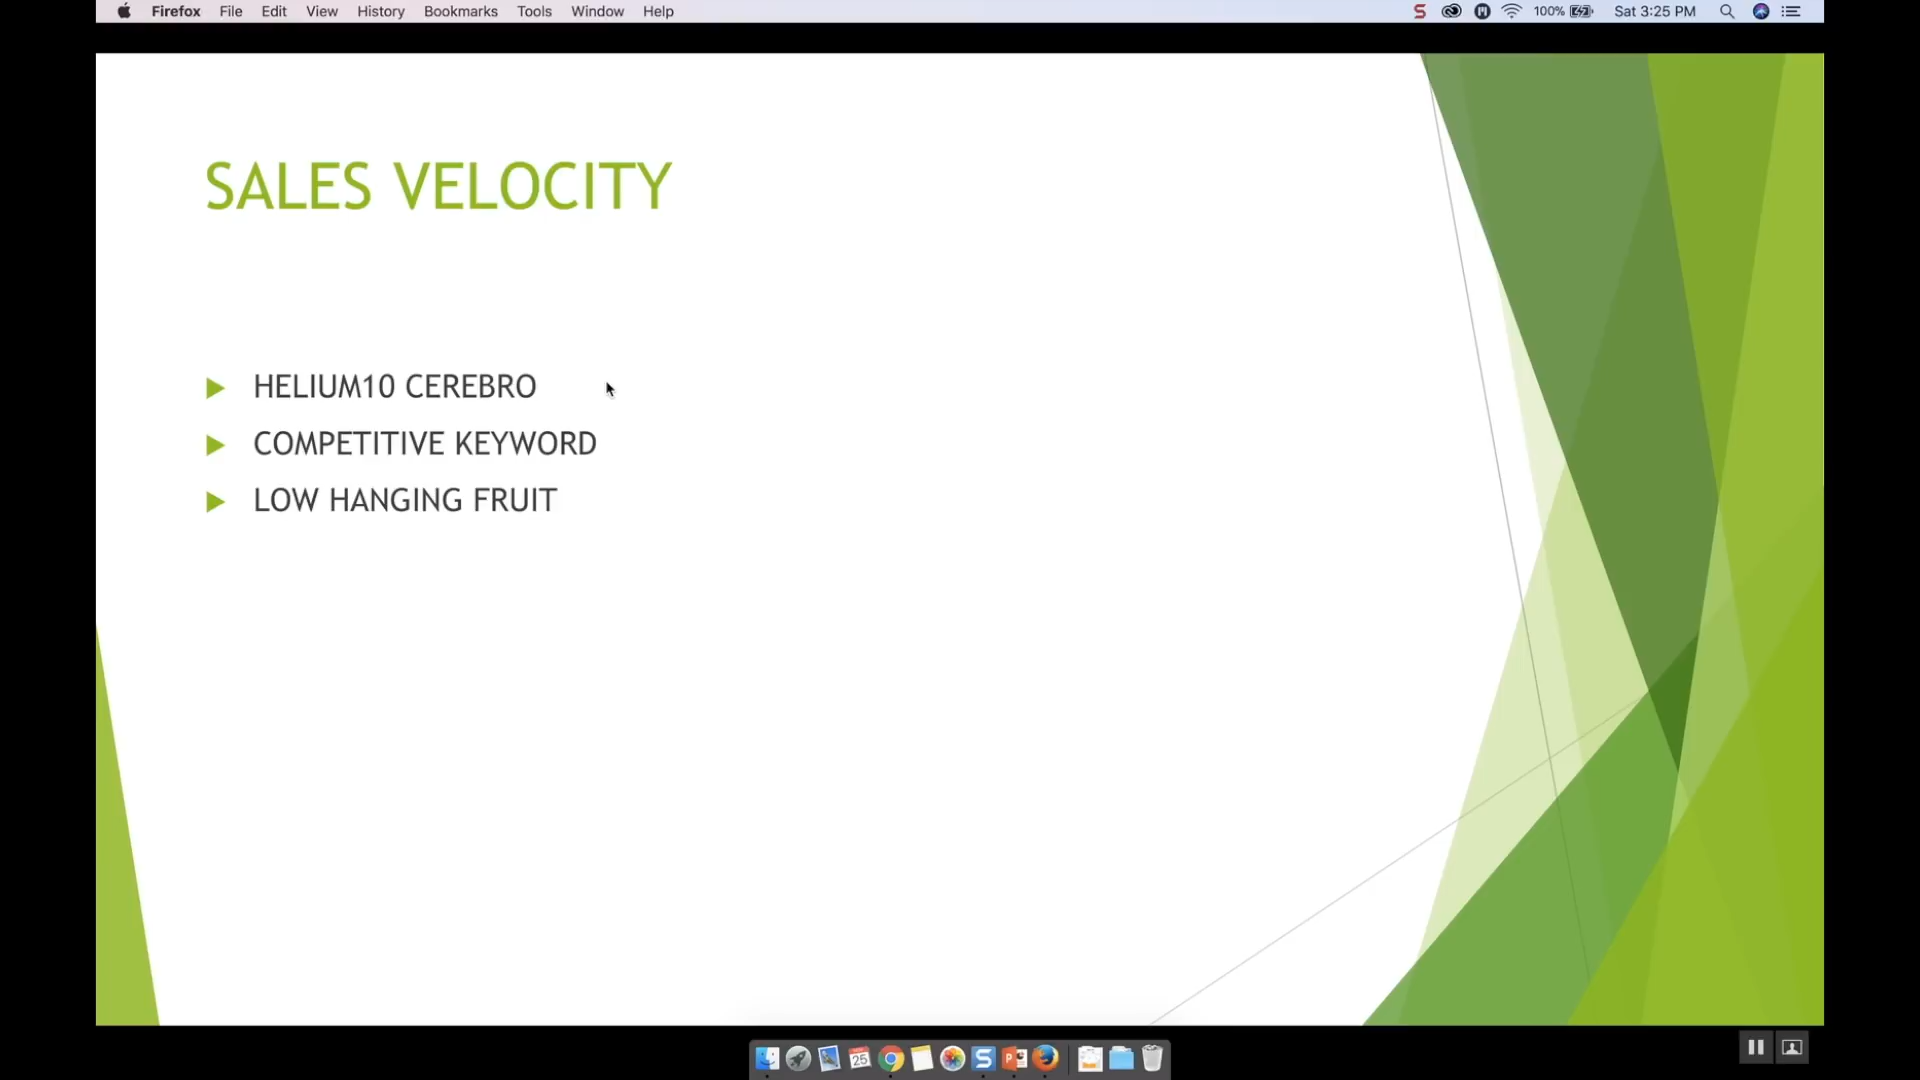 Firefox File Edit View History Bookmarks Tools Window Help 100% Sat 3:25 PM
SALES VELOCITY
HELIUM10 CEREBRO
COMPETITIVE KEYWORD
LOW HANGING FRUIT
25